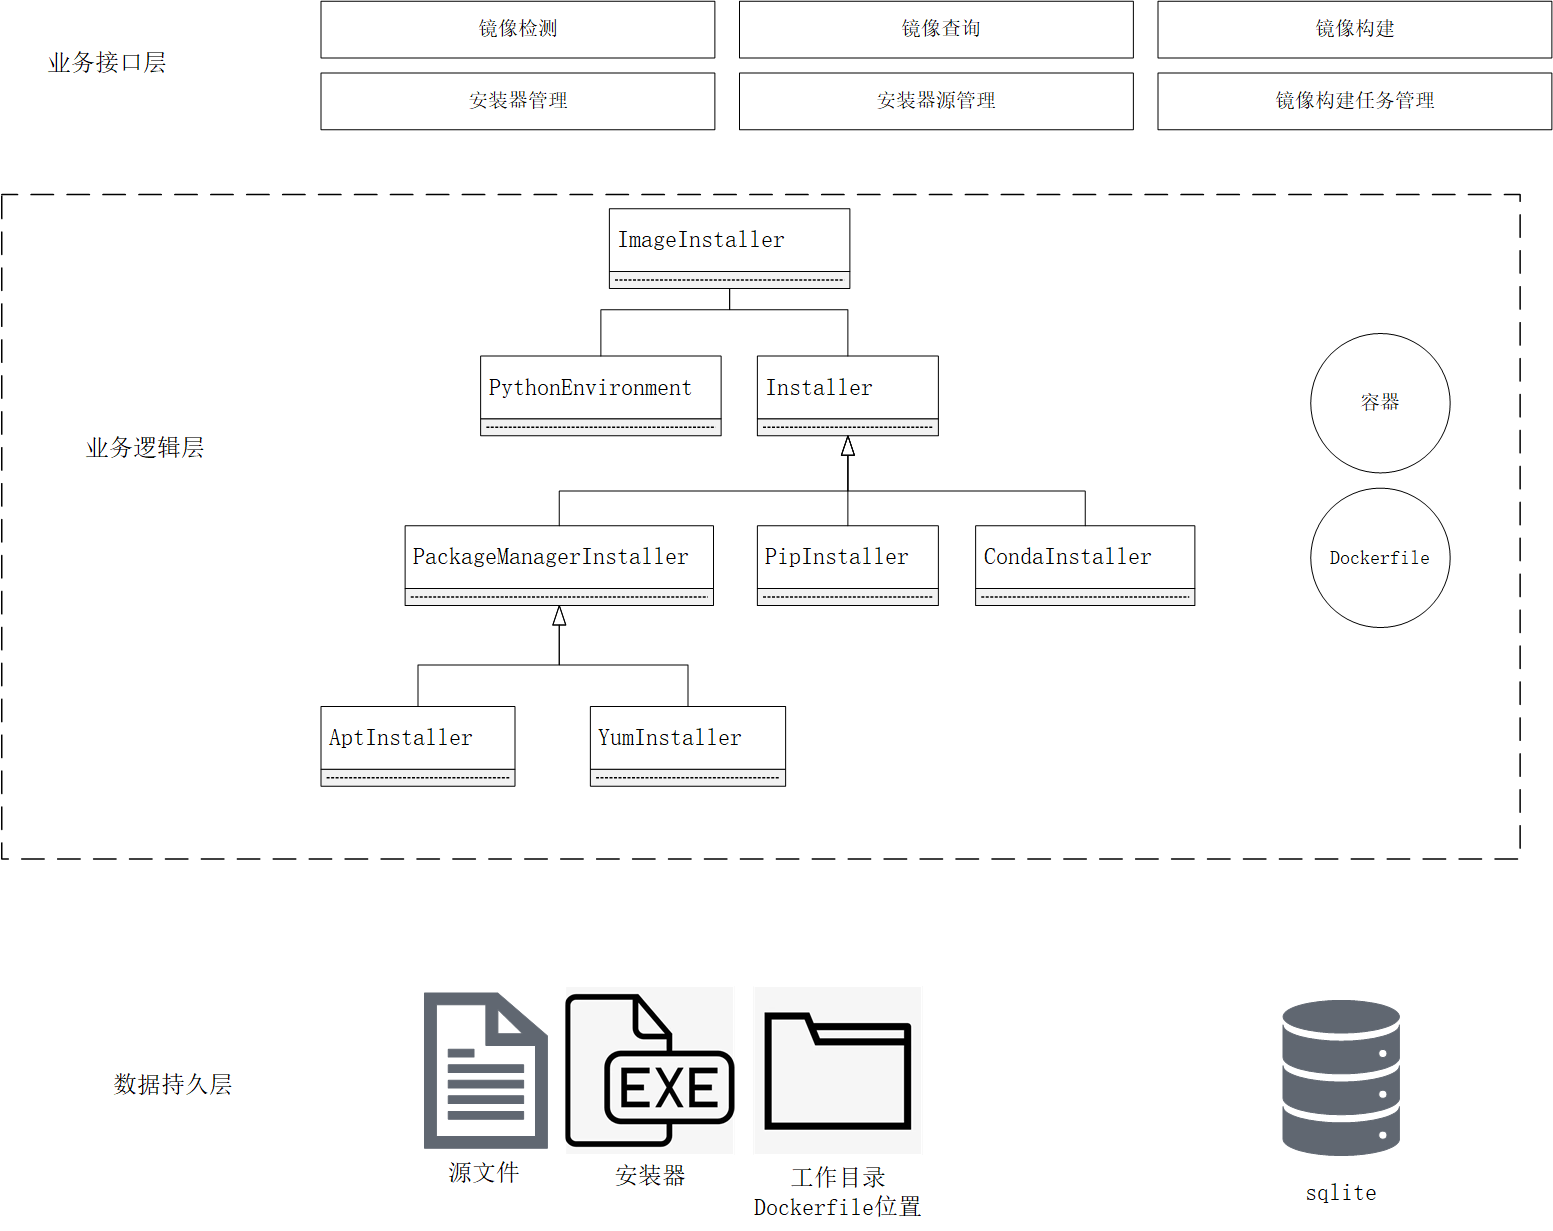 业务接口层
镜像检测
镜像查询
镜像构建
安装器管理
安装器源管理
镜像构建任务管理
业务逻辑层
ImageInstaller
PythonEnvironment
Installer
PackageManagerInstaller
PipInstaller
CondaInstaller
AptInstaller
YumInstaller
容器
Dockerfile
数据持久层
源文件
EXE
安装器
工作目录
Dockerfile位置
sqlite